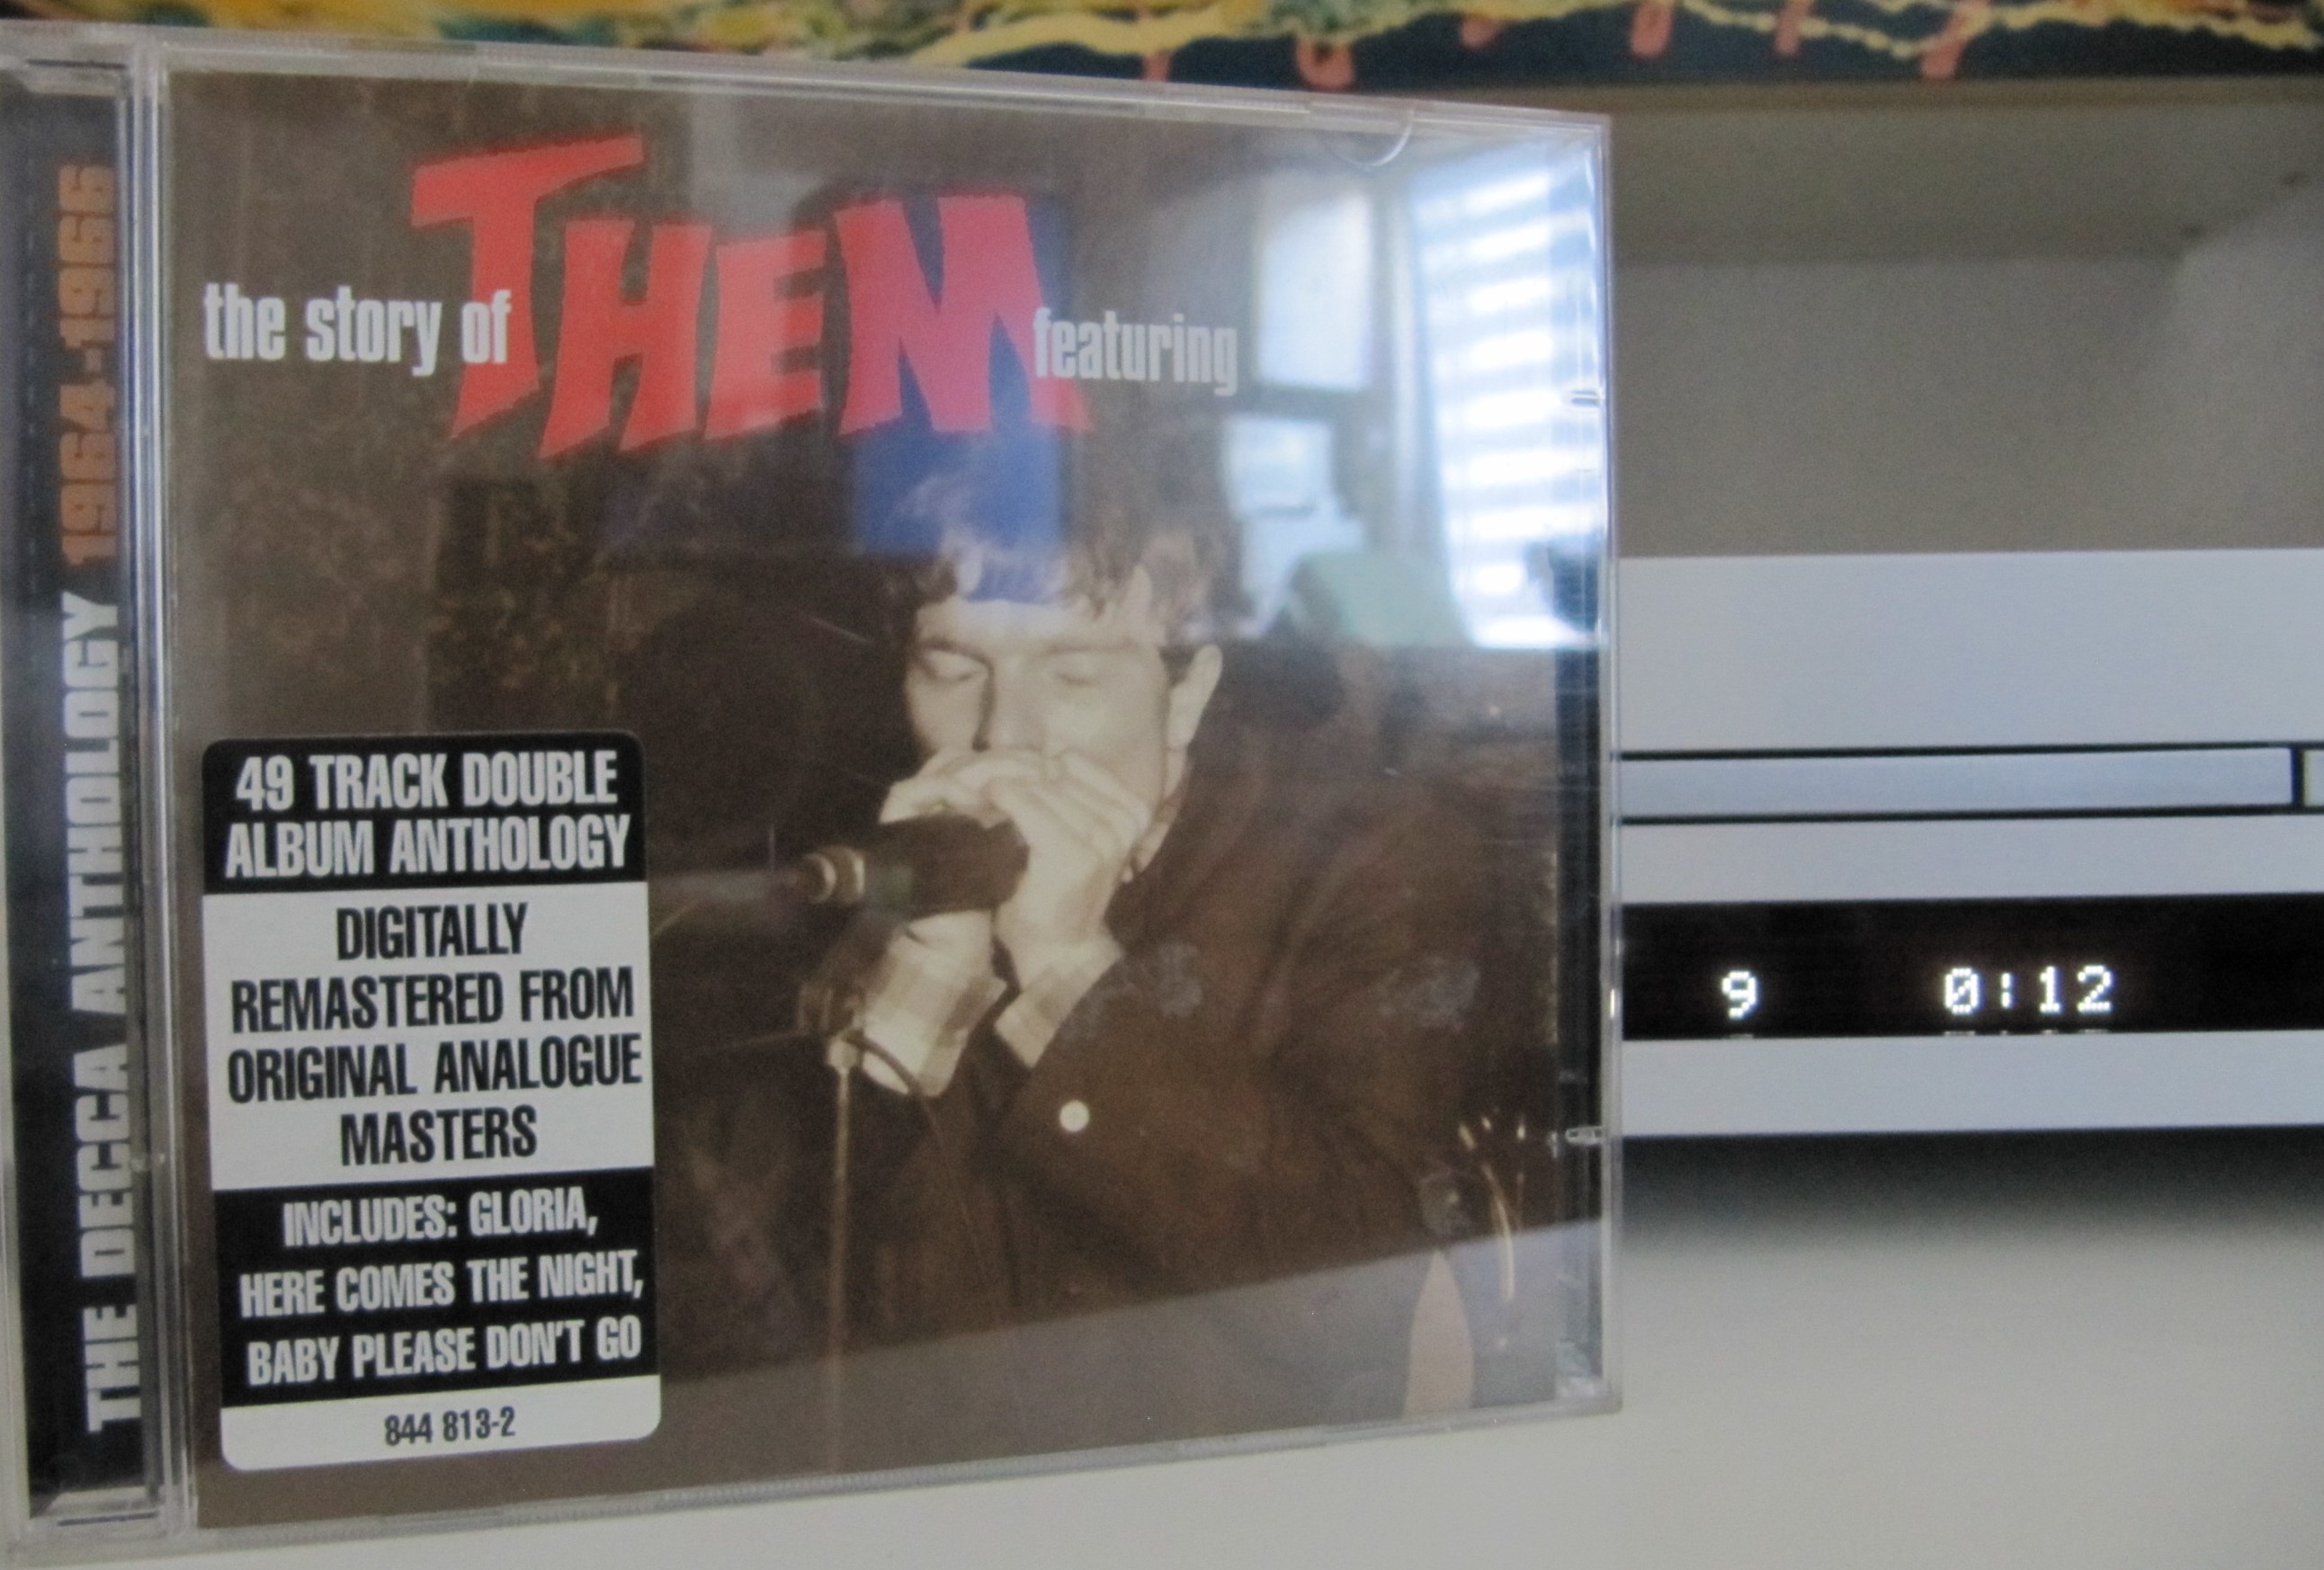 THE DECCA ANTHOLOGY 1964-1966
the story of THEM featuring
49 TRACK DOUBLE
ALBUM ANTHOLOGY
DIGITALLY
REMASTERED FROM
ORIGINAL ANALOGUE
MASTERS
INCLUDES: GLORIA,
HERE COMES THE NIGHT,
BABY PLEASE DON'T GO
844 813-2
9 0:12